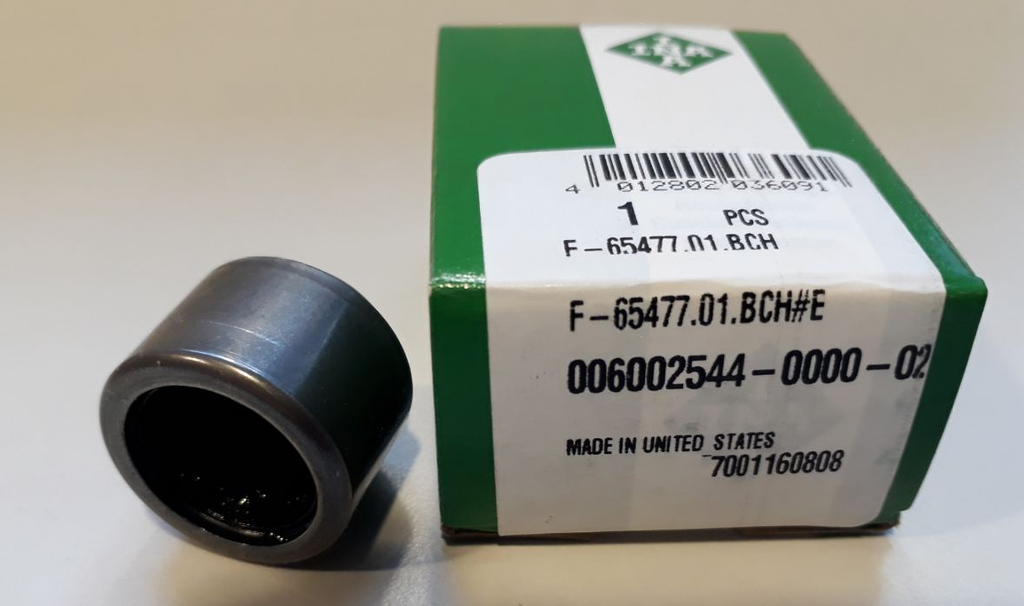 INA
4 012802 036091
1 PCS
F-65477.01.BCH
F-65477.01.BCH#E
006002544-0000-02
MADE IN UNITED STATES
7001160808